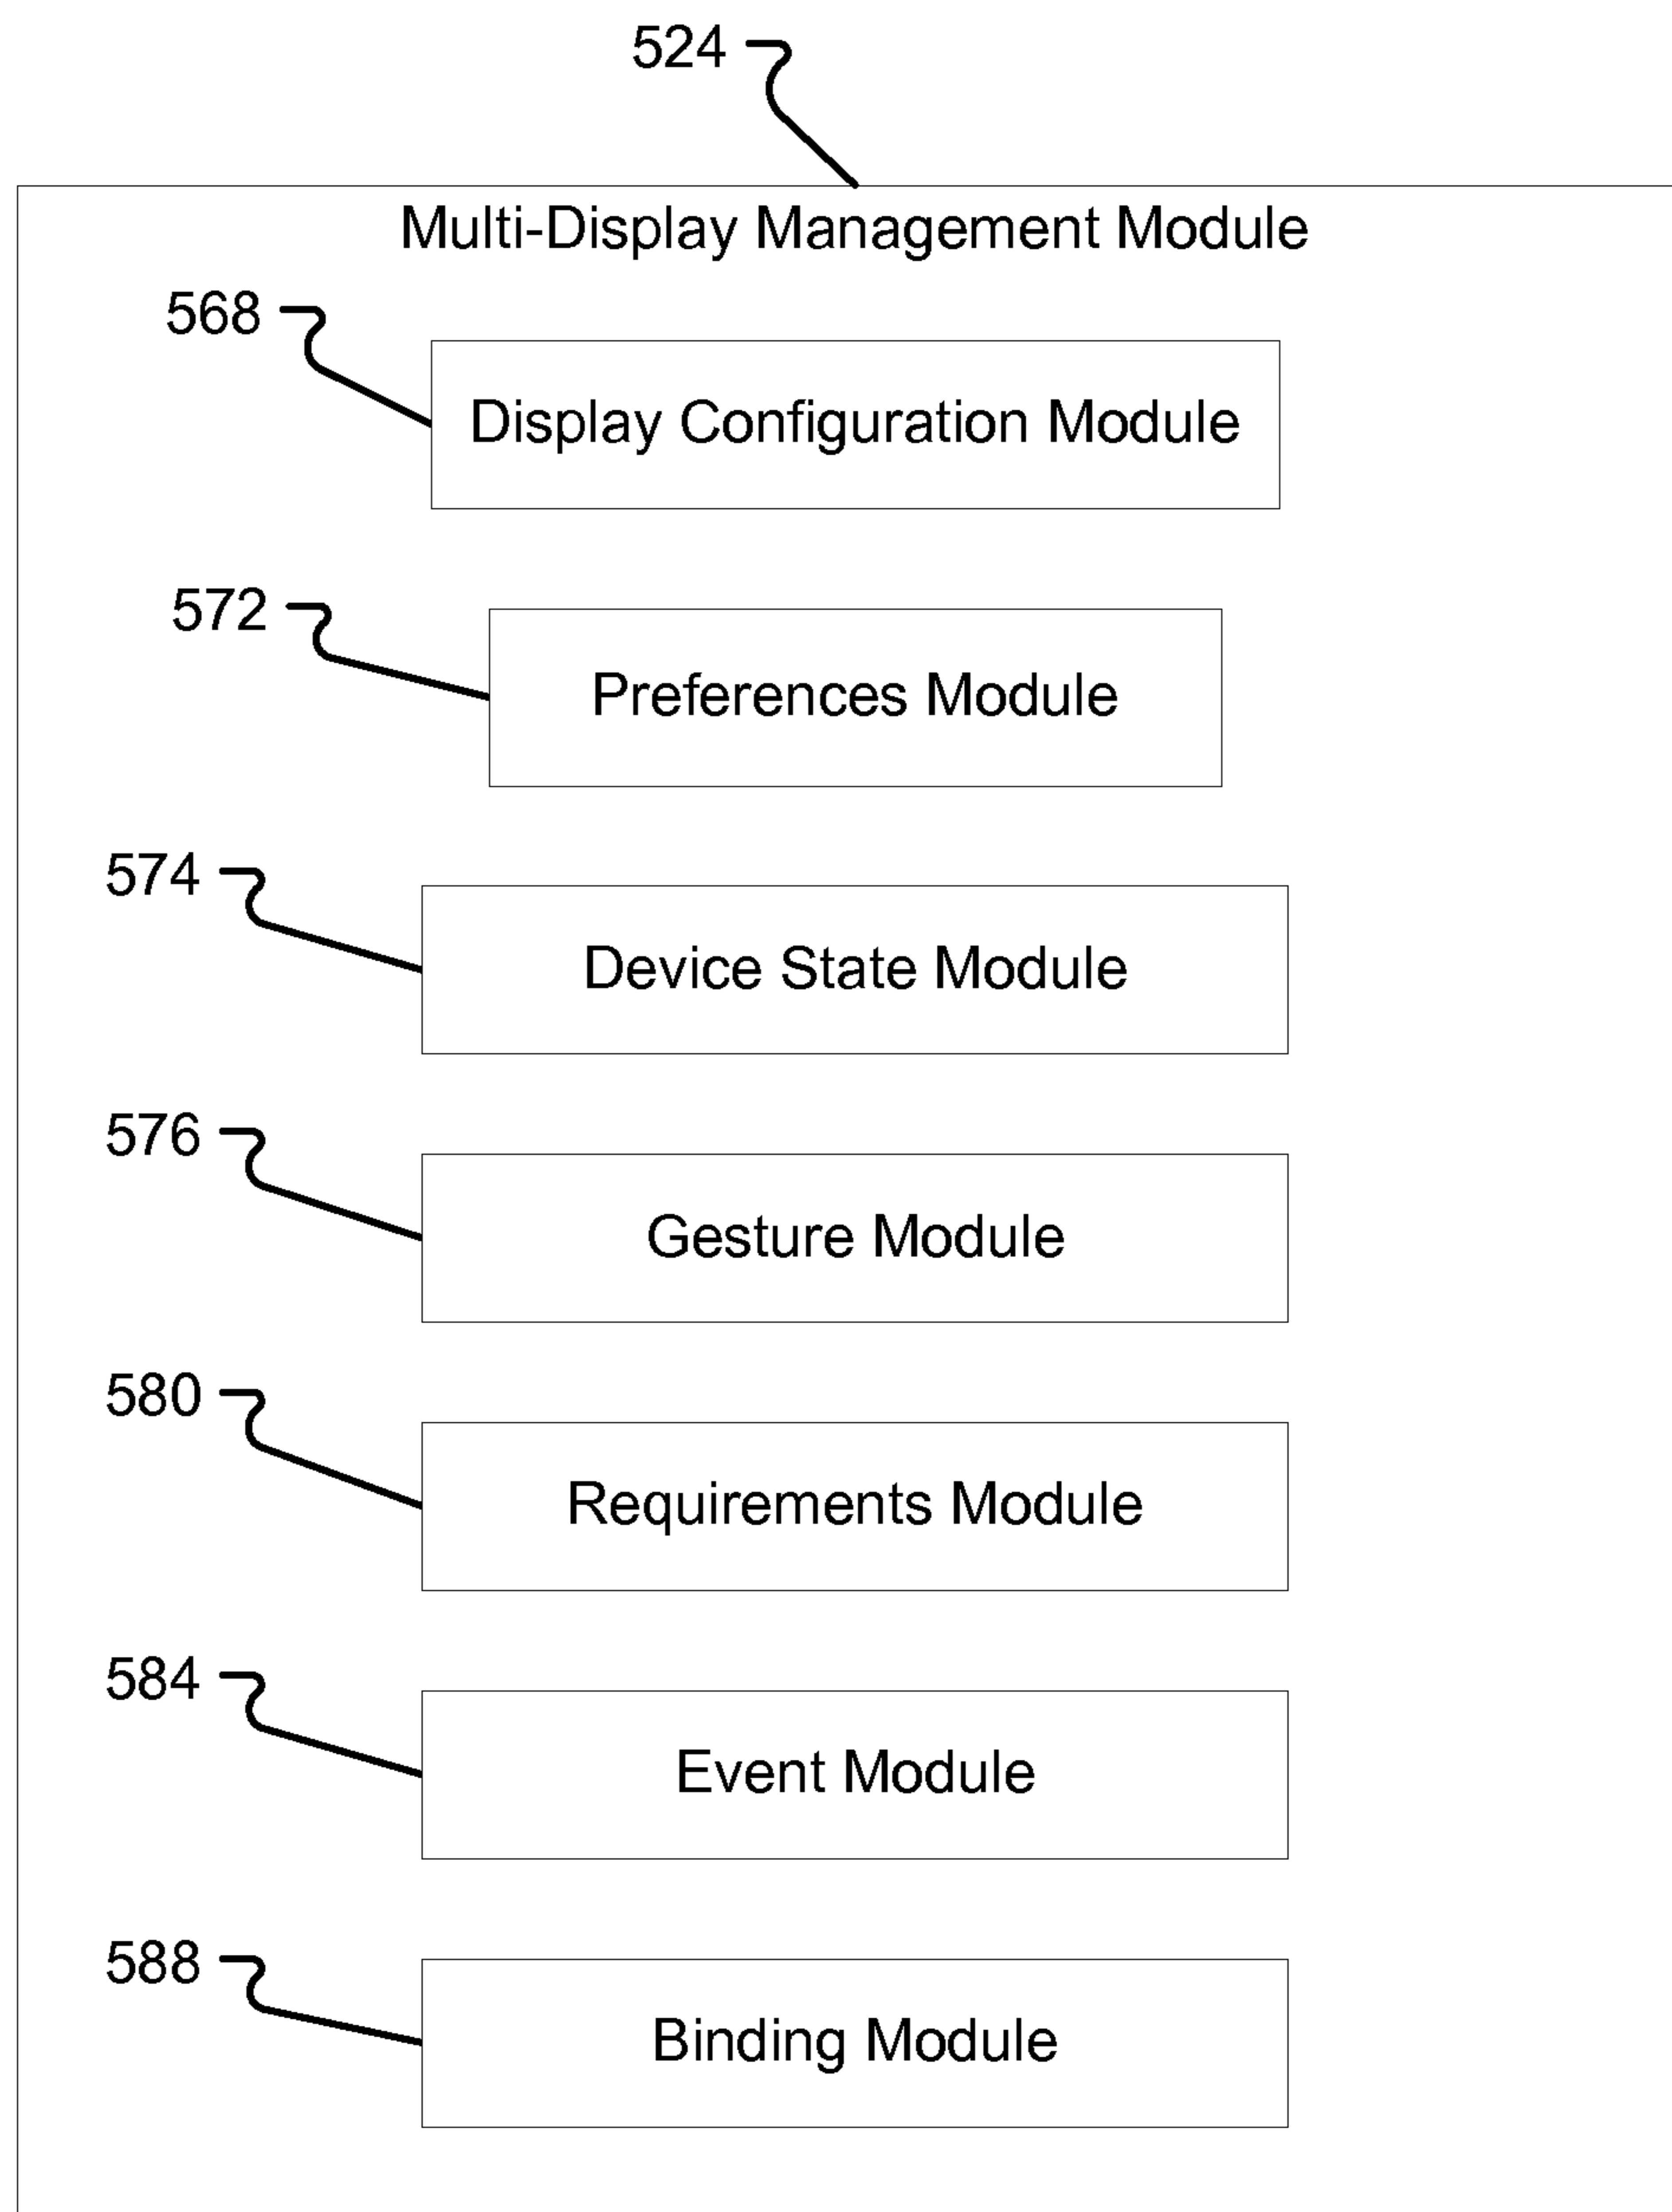 524
Multi-Display Management Module
568
Display Configuration Module
572
Preferences Module
574
Device State Module
576
Gesture Module
580
Requirements Module
584
Event Module
588
Binding Module